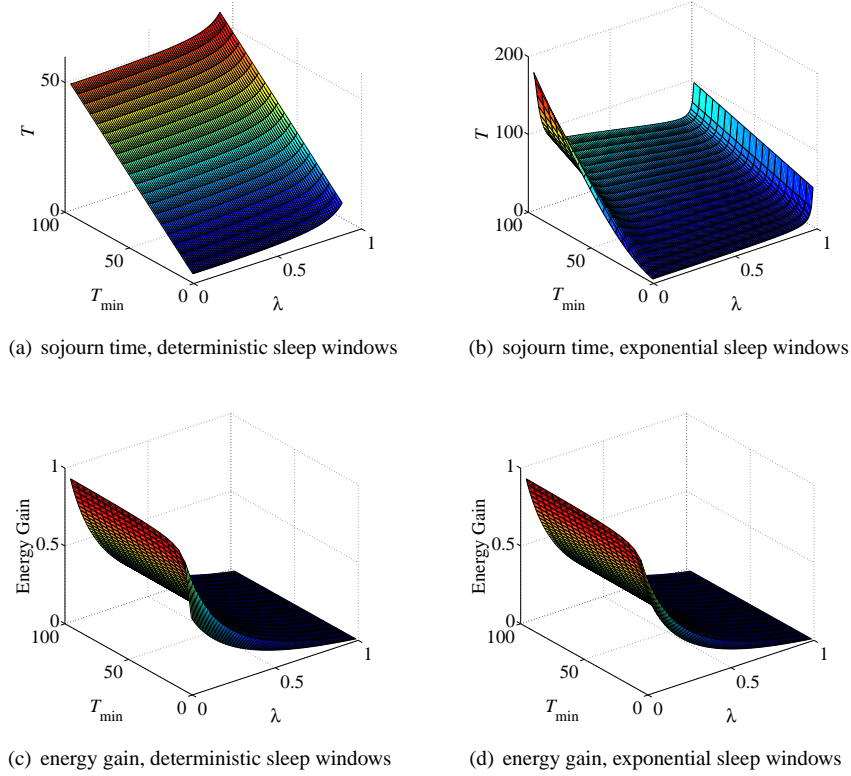 50
0
100
50
0 0
0.5
1
T
T_min
λ
(a) sojourn time, deterministic sleep windows
200
100
0
100
50
0 0
0.5
1
T
T_min
λ
(b) sojourn time, exponential sleep windows
1
0.5
0
100
50
0 0
0.5
1
Energy Gain
T_min
λ
(c) energy gain, deterministic sleep windows
1
0.5
0
100
50
0 0
0.5
1
Energy Gain
T_min
λ
(d) energy gain, exponential sleep windows